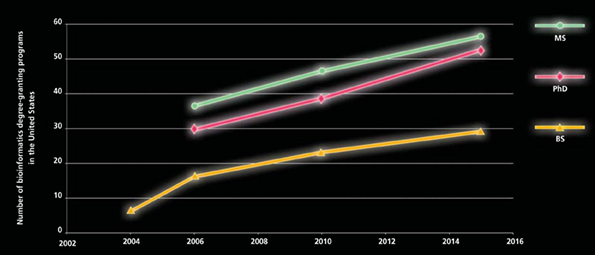 Number of bioinformatics degree-granting programs
in the United States
60
50
40
30
20
10
0
2002 2004 2006 2008 2010 2012 2014 2016
MS
PhD
BS